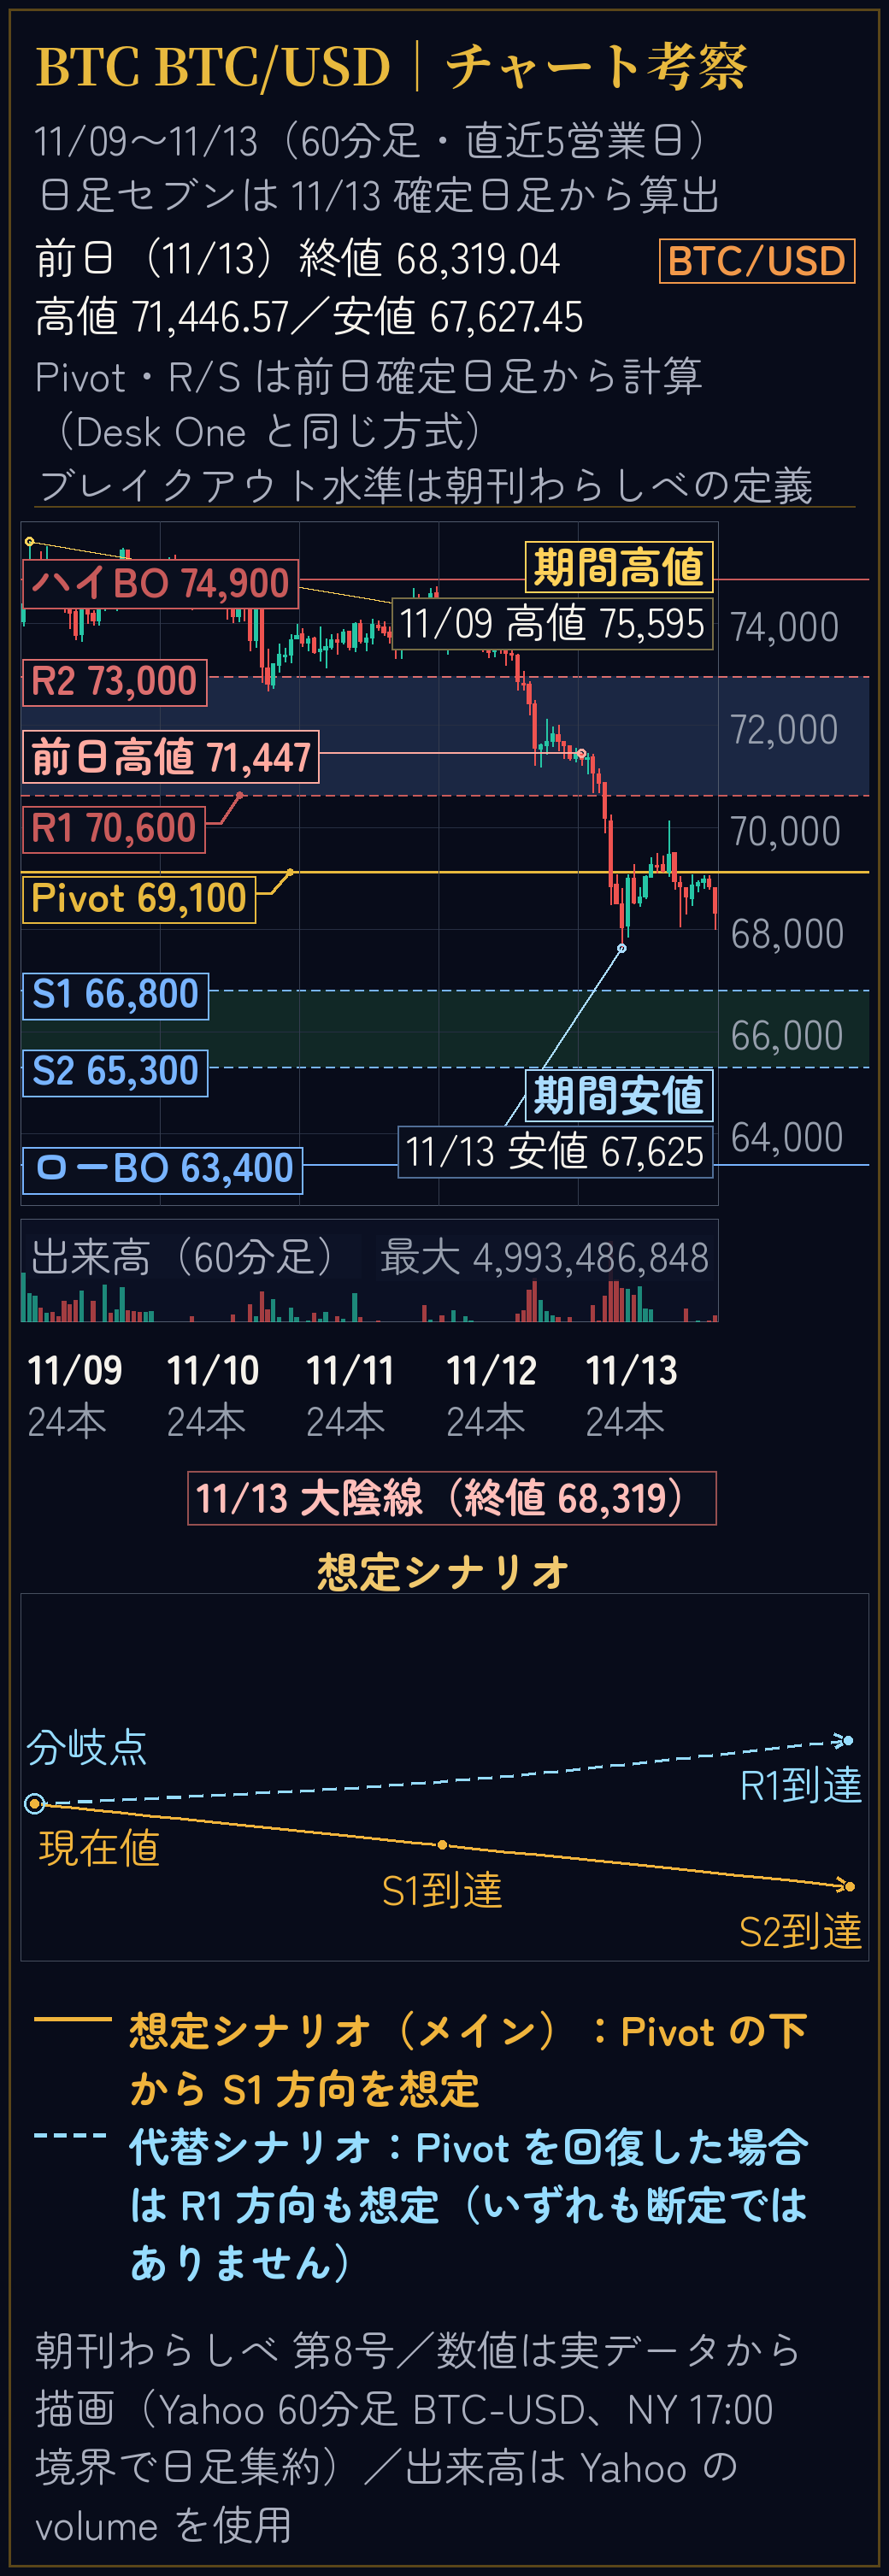 BTC BTC/USD｜チャート考察
11/09〜11/13（60分足・直近5営業日）
日足セブンは 11/13 確定日足から算出
前日（11/13）終値 68,319.04
BTC/USD
高値 71,446.57／安値 67,627.45
Pivot・R/S は前日確定日足から計算
（Desk One と同じ方式）
ブレイクアウト水準は朝刊わらしべの定義
期間高値
ハイBO 74,900
11/09 高値 75,595
74,000
R2 73,000
72,000
前日高値 71,447
R1 70,600
70,000
Pivot 69,100
68,000
S1 66,800
66,000
S2 65,300
期間安値
11/13 安値 67,625
64,000
ローBO 63,400
出来高（60分足） 最大 4,993,486,848
11/09 11/10 11/11 11/12 11/13
24本 24本 24本 24本 24本
11/13 大陰線（終値 68,319）
想定シナリオ
分岐点
R1到達
現在値
S1到達
S2到達
想定シナリオ（メイン）：Pivot の下
から S1 方向を想定
代替シナリオ：Pivot を回復した場合
は R1 方向も想定（いずれも断定では
ありません）
朝刊わらしべ 第8号／数値は実データから
描画（Yahoo 60分足 BTC-USD、NY 17:00
境界で日足集約）／出来高は Yahoo の
volume を使用